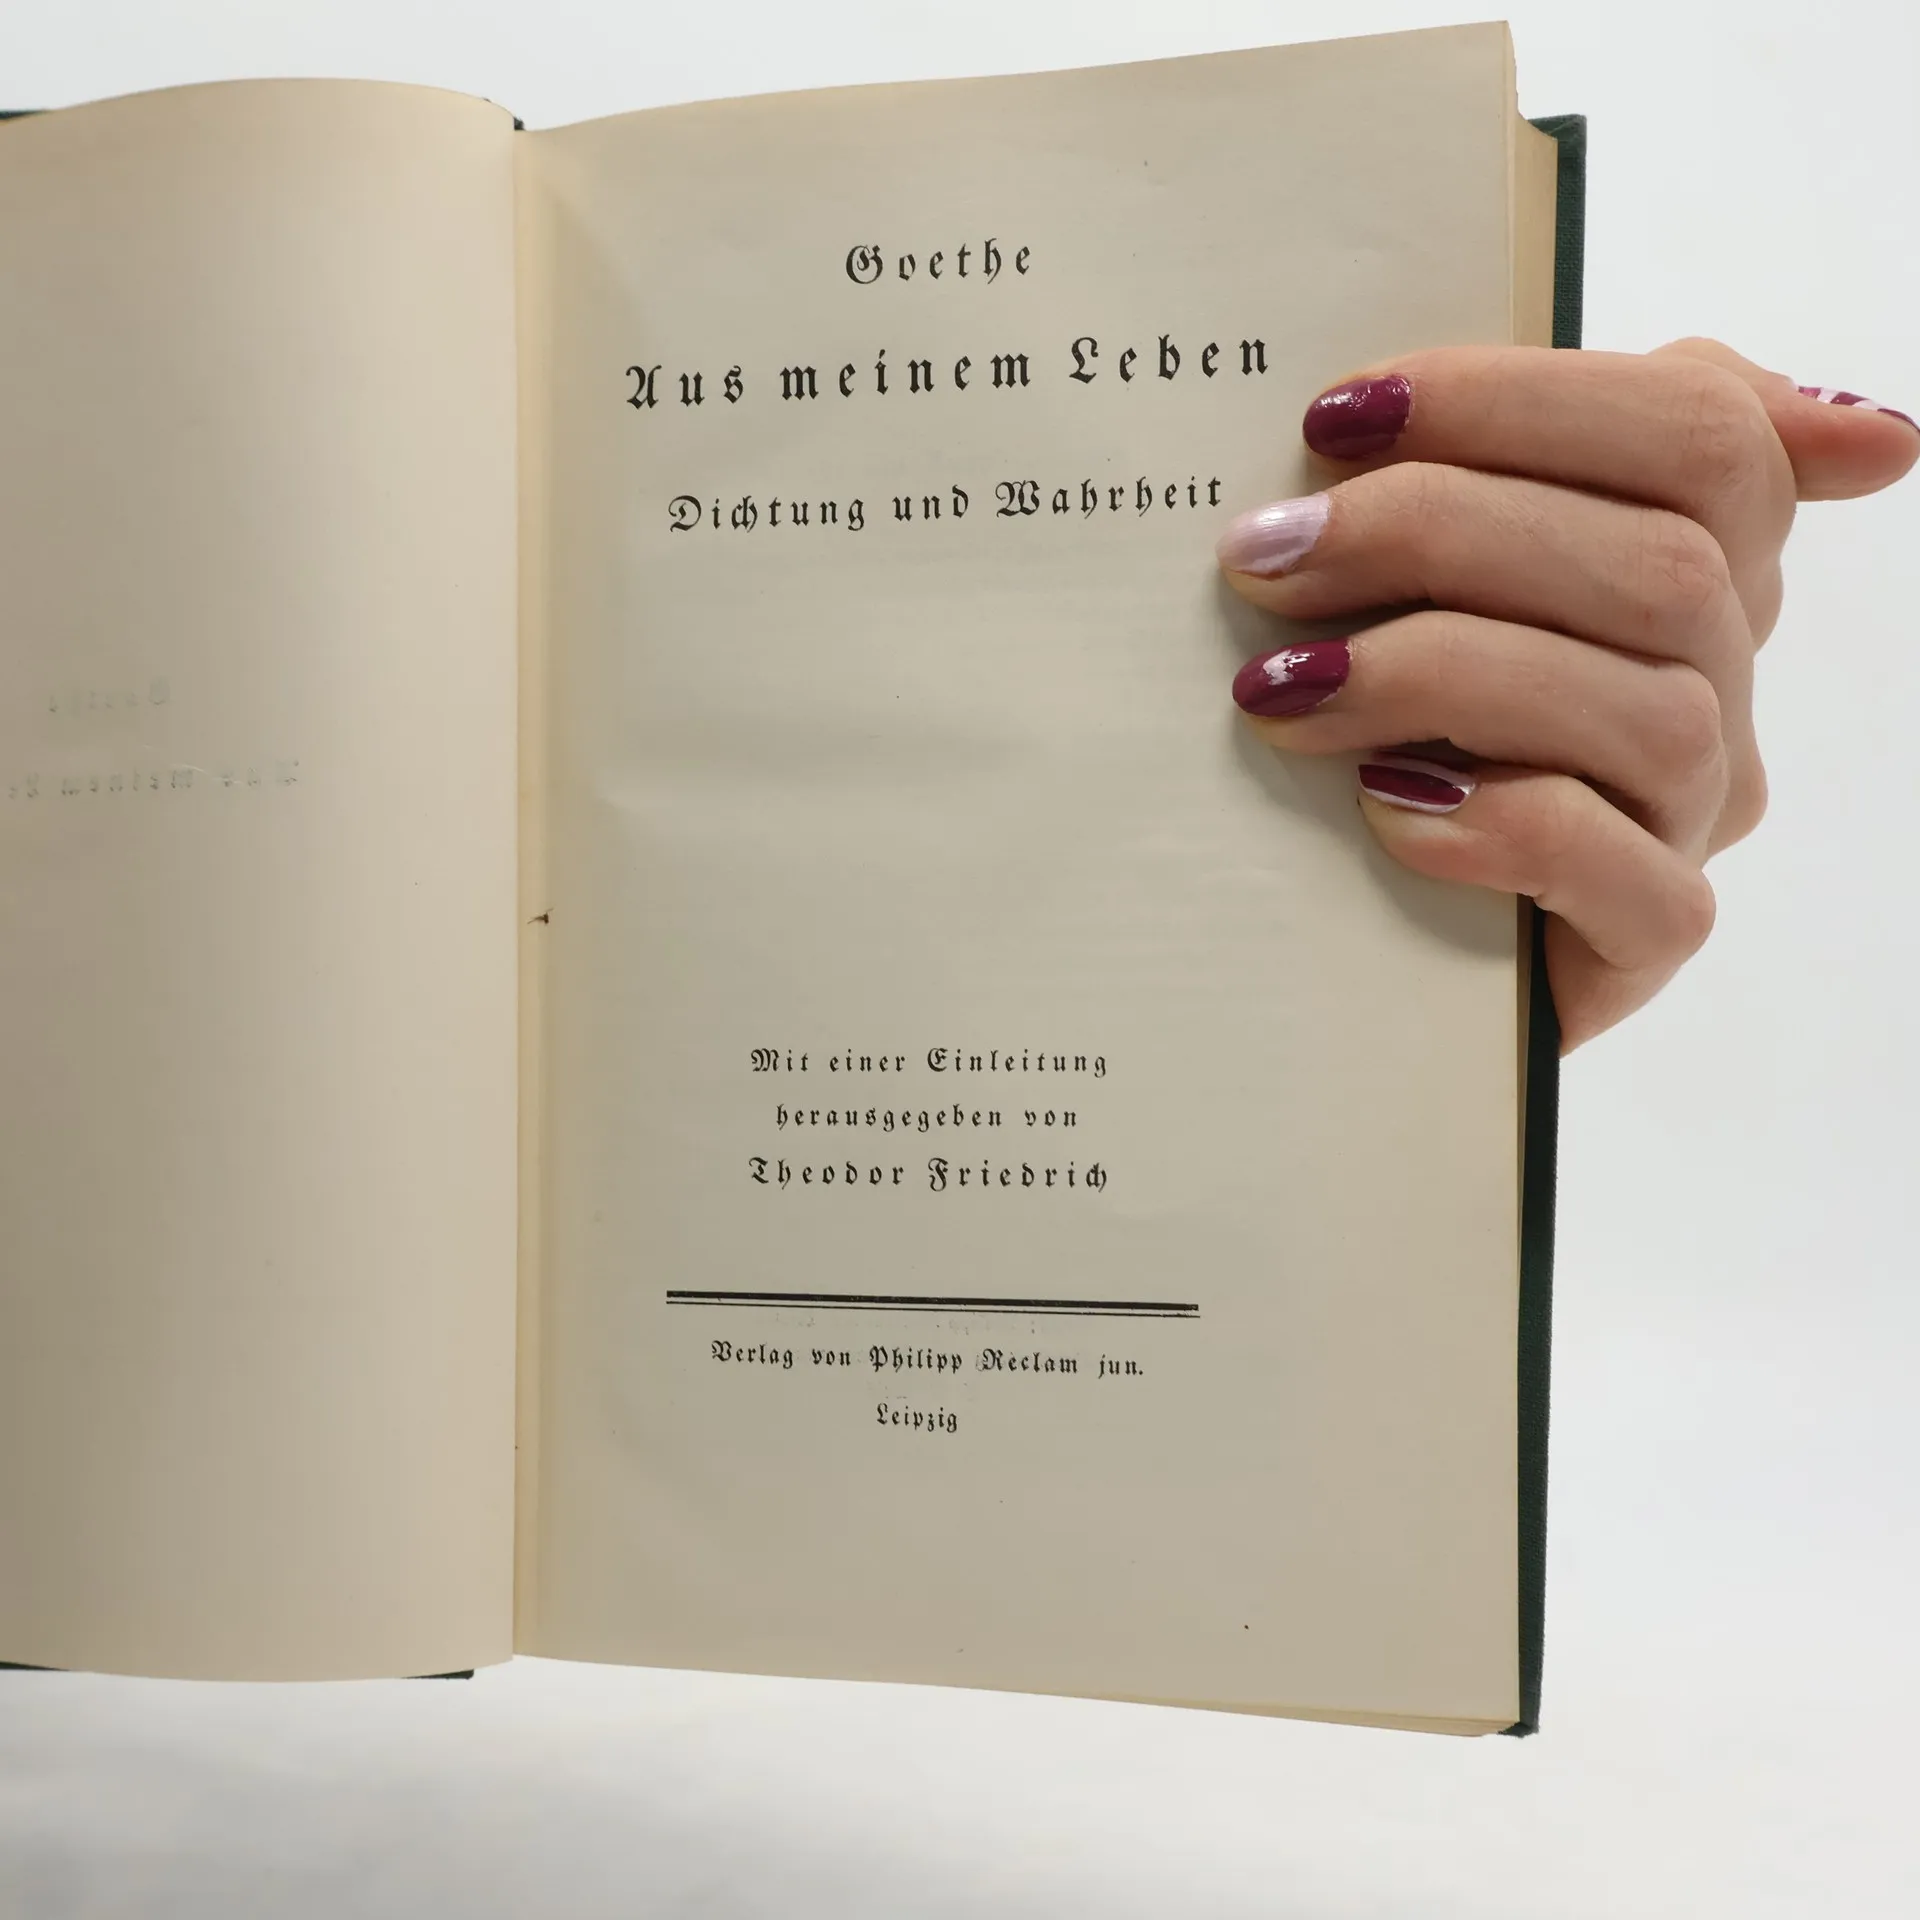 Goethe
Aus meinem Leben
Dichtung und Wahrheit
Mit einer Einleitung
herausgegeben von
Theodor Friedrich
Verlag von Philipp Reclam jun.
Leipzig